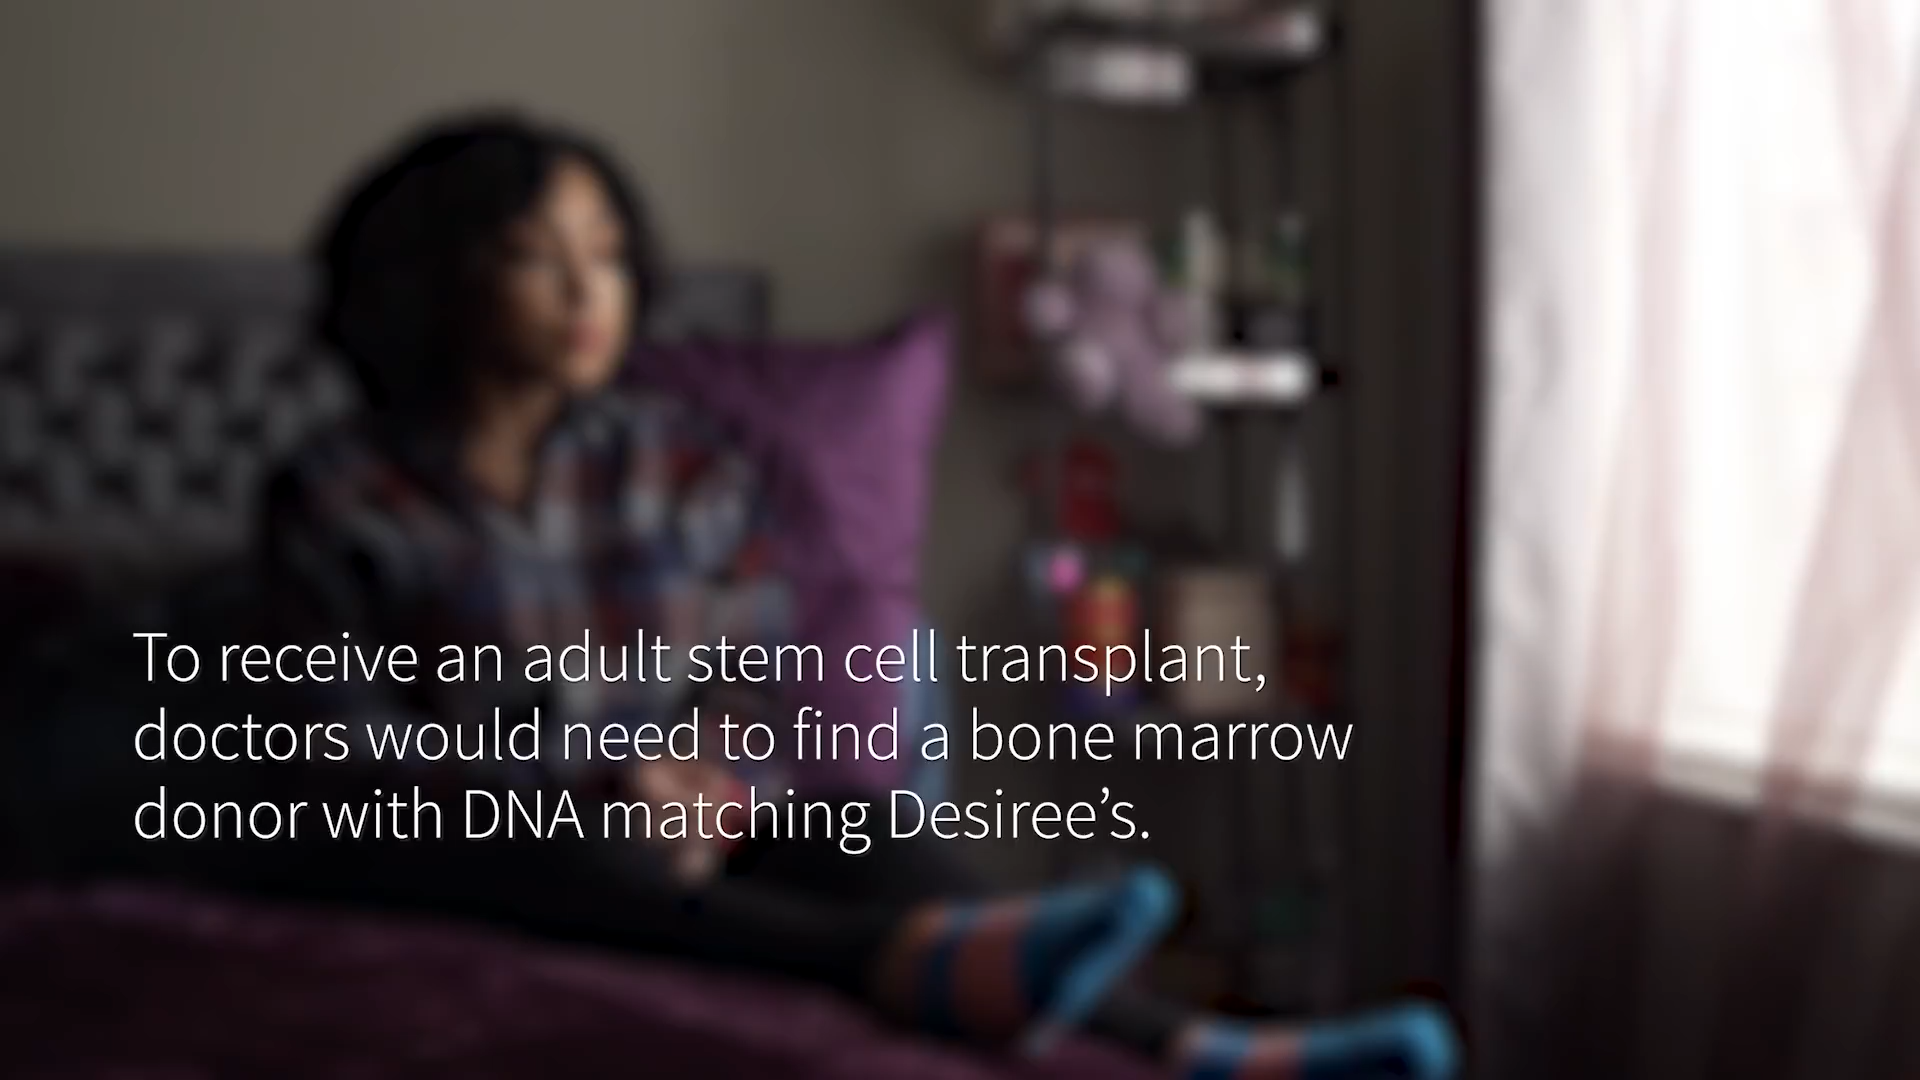 To receive an adult stem cell transplant,
doctors would need to find a bone marrow
donor with DNA matching Desiree’s.